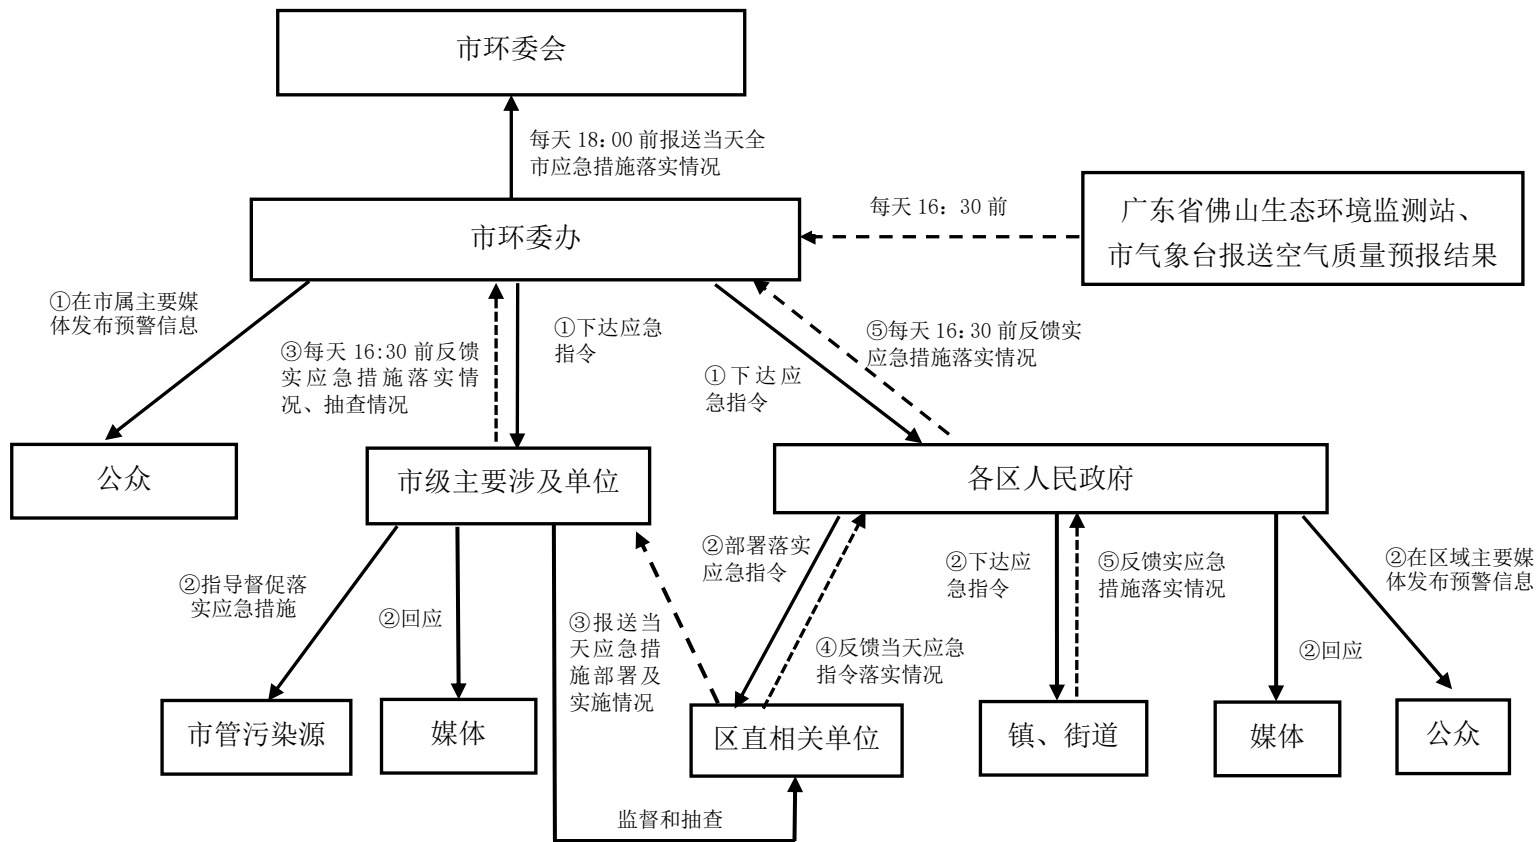 市环委会
每天 18：00 前报送当天全
市应急措施落实情况
市环委办
每天 16：30 前
广东省佛山生态环境监测站、
市气象台报送空气质量预报结果
①在市属主要媒
体发布预警信息
③每天 16:30 前反馈
实应急措施落实情
况、抽查情况
①下达应急
指令
①下达应
急指令
⑤每天 16：30 前反馈实
应急措施落实情况
公众
市级主要涉及单位
各区人民政府
②指导督促落
实应急措施
②回应
③报送当
天应急措
施部署及
实施情况
②部署落实
应急指令
④反馈当天应急
指令落实情况
②下达应
急指令
⑤反馈实应急
措施落实情况
②回应
②在区域主要媒
体发布预警信息
市管污染源
媒体
区直相关单位
镇、街道
媒体
公众
监督和抽查